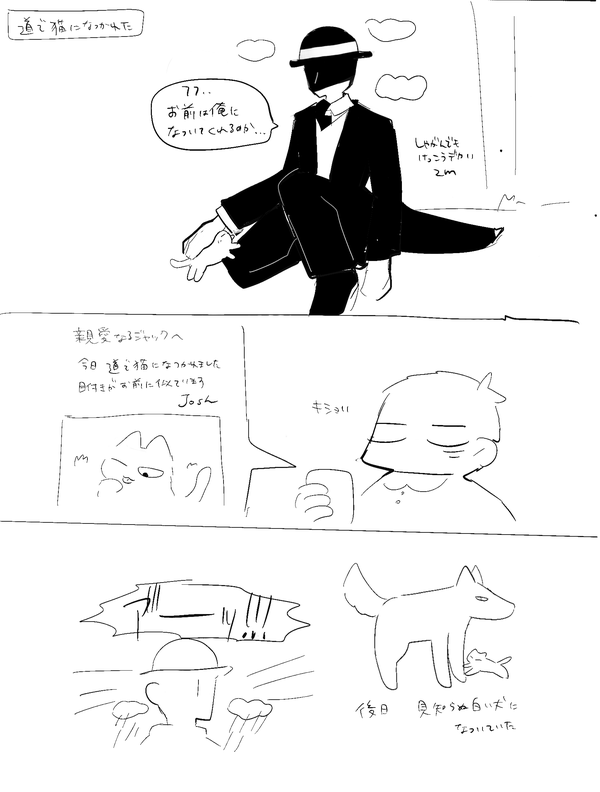 道で猫になつかれた
フフ..
お前は俺に
なついてくれるのか...
しゃがんでも
けっこうデカい
2m
親愛なるジャックへ
今日 道で猫になつかれました
目付きがお前に似ています
Josh
キショい
後日 見知らぬ白い犬に
なついていた